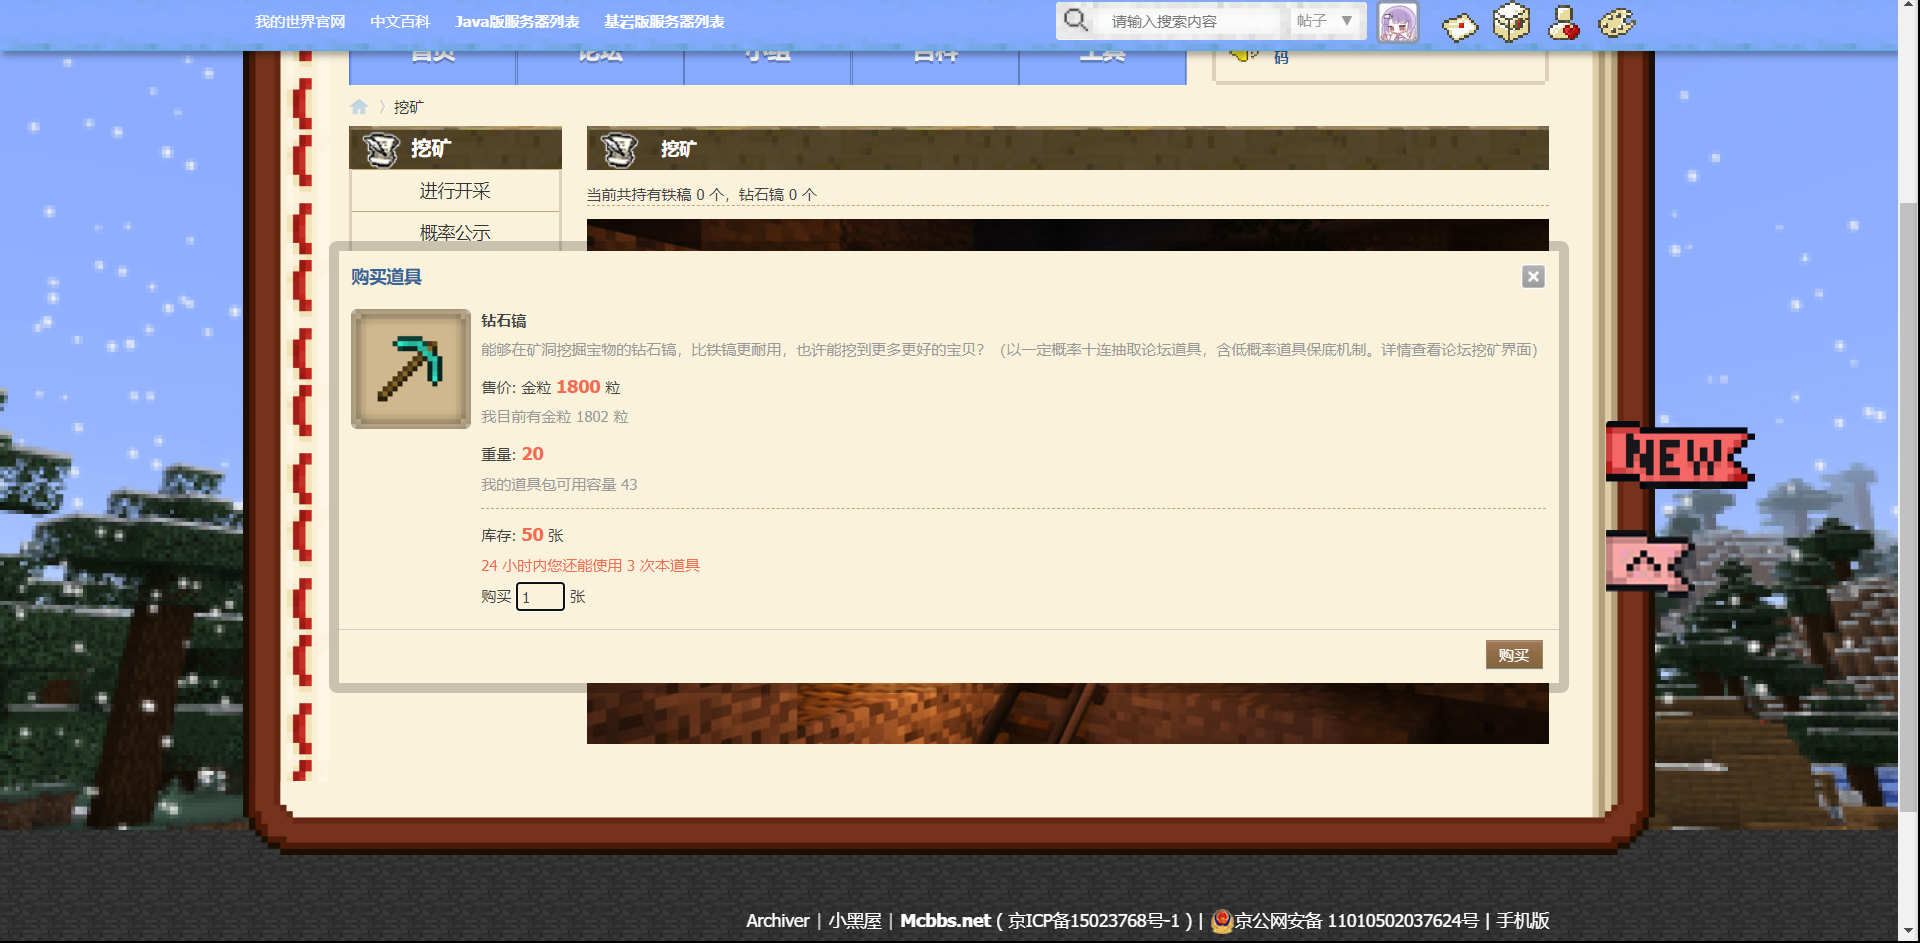 我的世界官网 中文百科 Java版服务器列表 基岩版服务器列表 请输入搜索内容 帖子 ▼
首页 论坛 小组 百科 工具 码
〉挖矿
挖矿
进行开采
概率公示
挖矿
当前共持有铁稿 0 个，钻石镐 0 个
购买道具
钻石镐
能够在矿洞挖掘宝物的钻石镐，比铁镐更耐用，也许能挖到更多更好的宝贝？ (以一定概率十连抽取论坛道具，含低概率道具保底机制。详情查看论坛挖矿界面)
售价: 金粒 1800 粒
我目前有金粒 1802 粒
重量: 20
我的道具包可用容量 43
库存: 50 张
24 小时内您还能使用 3 次本道具
购买 1 张
购买
NEW
Archiver | 小黑屋 | Mcbbs.net ( 京ICP备15023768号-1 ) | 京公网安备 11010502037624号 | 手机版